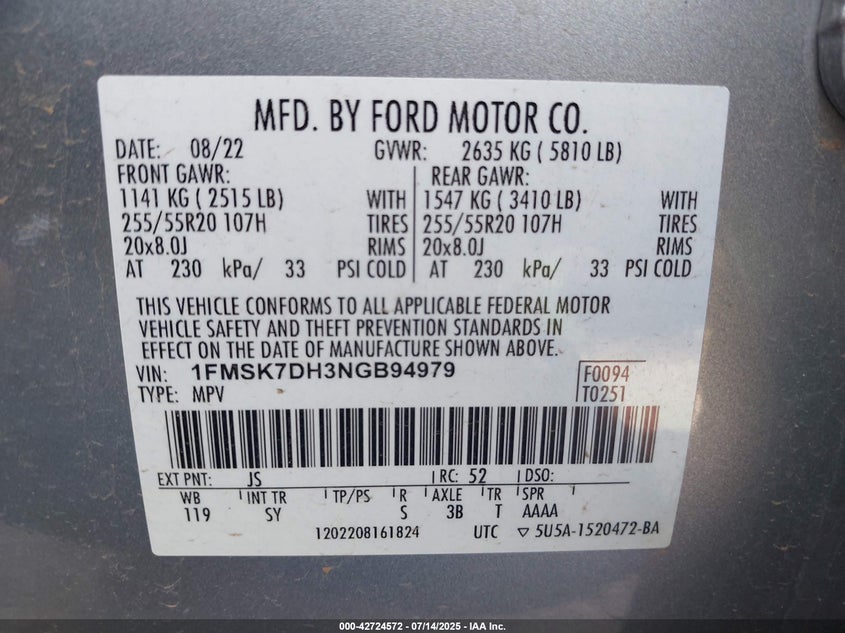 MFD. BY FORD MOTOR CO.
DATE: 08/22 GVWR: 2635 KG ( 5810 LB)
FRONT GAWR: REAR GAWR:
1141 KG ( 2515 LB) WITH 1547 KG ( 3410 LB) WITH
255/55R20 107H TIRES 255/55R20 107H TIRES
20x8.0J RIMS 20x8.0J RIMS
AT 230 kPa/ 33 PSI COLD AT 230 kPa/ 33 PSI COLD
THIS VEHICLE CONFORMS TO ALL APPLICABLE FEDERAL MOTOR
VEHICLE SAFETY AND THEFT PREVENTION STANDARDS IN
EFFECT ON THE DATE OF MANUFACTURE SHOWN ABOVE.
VIN: 1FMSK7DH3NGB94979 F0094
TYPE: MPV T0251
EXT PNT: JS RC: 52 DSO:
WB INT TR TP/PS R AXLE TR SPR
119 SY S 3B T AAAA
1202208161824 UTC ▽ 5U5A-1520472-BA
000-42724572 | 07/14/2025 | IAA Inc.